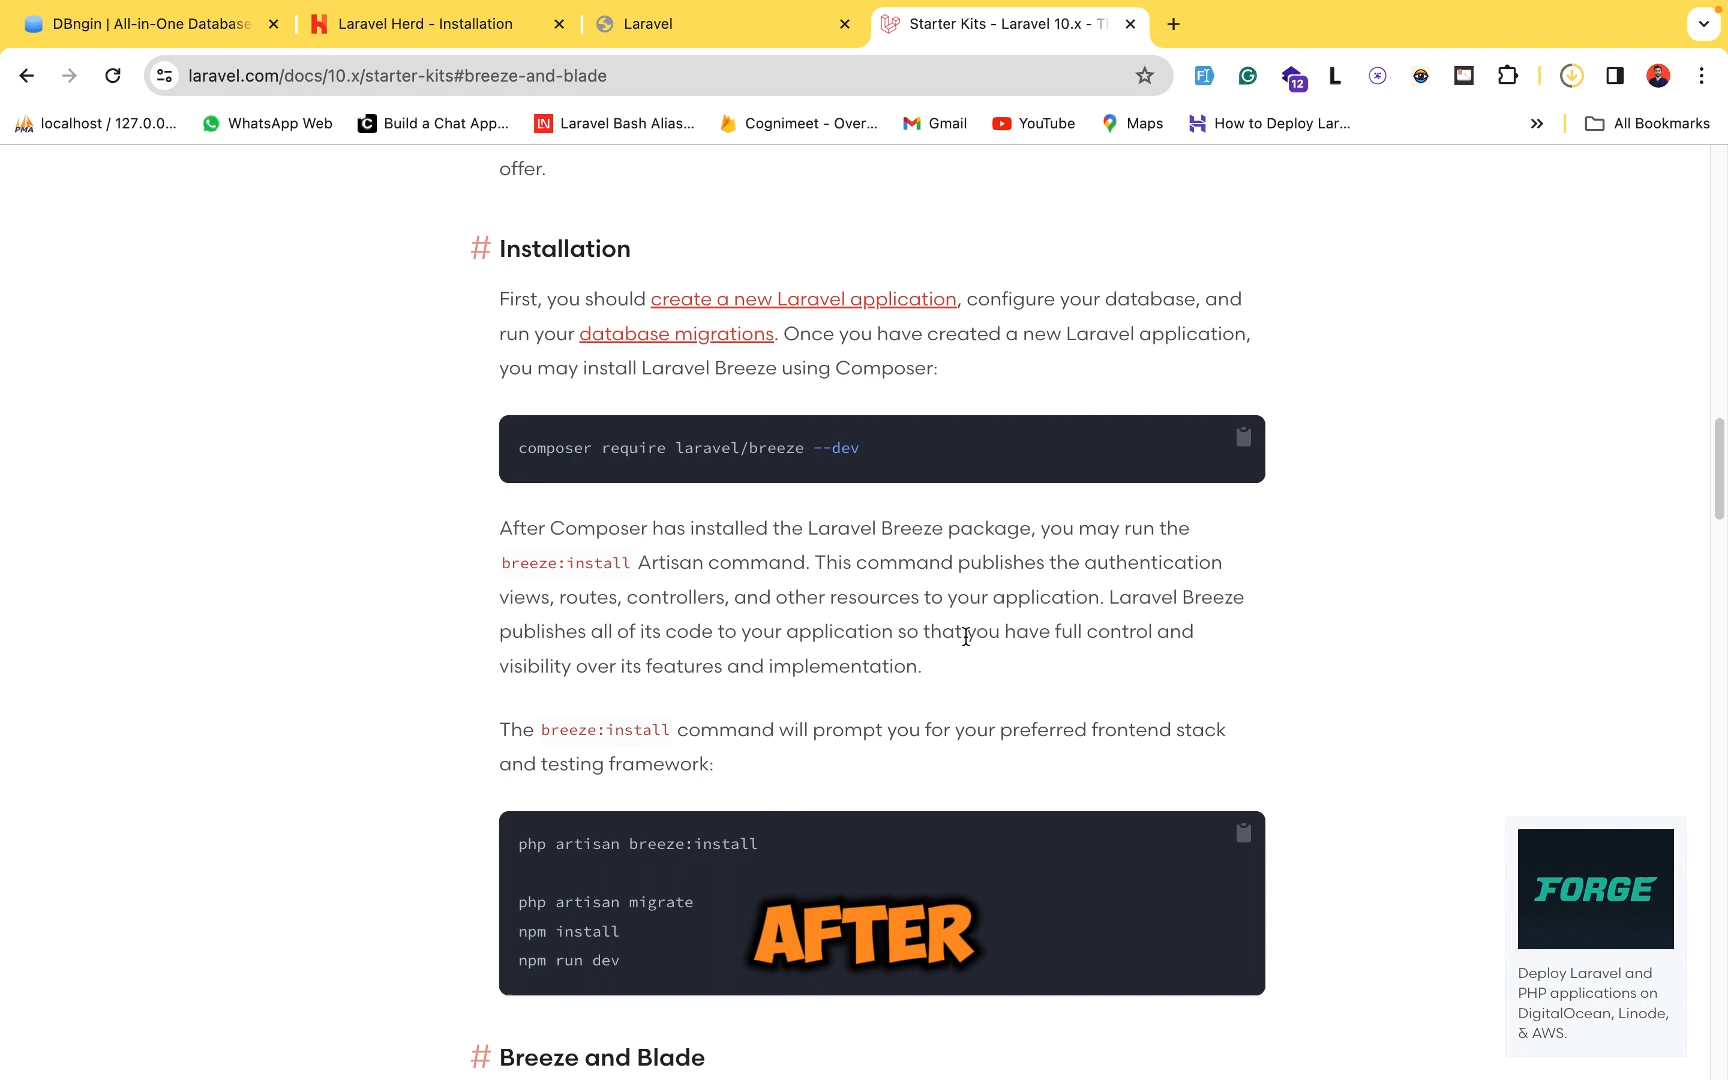 DBngin | All-in-One Database
Laravel Herd - Installation
Laravel
Starter Kits - Laravel 10.x - Th
laravel.com/docs/10.x/starter-kits#breeze-and-blade
12
localhost / 127.0.0...
WhatsApp Web
Build a Chat App...
LN
Laravel Bash Alias...
Cognimeet - Over...
Gmail
YouTube
Maps
How to Deploy Lar...
All Bookmarks
offer.
# Installation
First, you should create a new Laravel application, configure your database, and
run your database migrations. Once you have created a new Laravel application,
you may install Laravel Breeze using Composer:
composer require laravel/breeze --dev
After Composer has installed the Laravel Breeze package, you may run the
breeze:install Artisan command. This command publishes the authentication
views, routes, controllers, and other resources to your application. Laravel Breeze
publishes all of its code to your application so that you have full control and
visibility over its features and implementation.
The breeze:install command will prompt you for your preferred frontend stack
and testing framework:
php artisan breeze:install
php artisan migrate
npm install
npm run dev
AFTER
FORGE
Deploy Laravel and
PHP applications on
DigitalOcean, Linode,
& AWS.
# Breeze and Blade